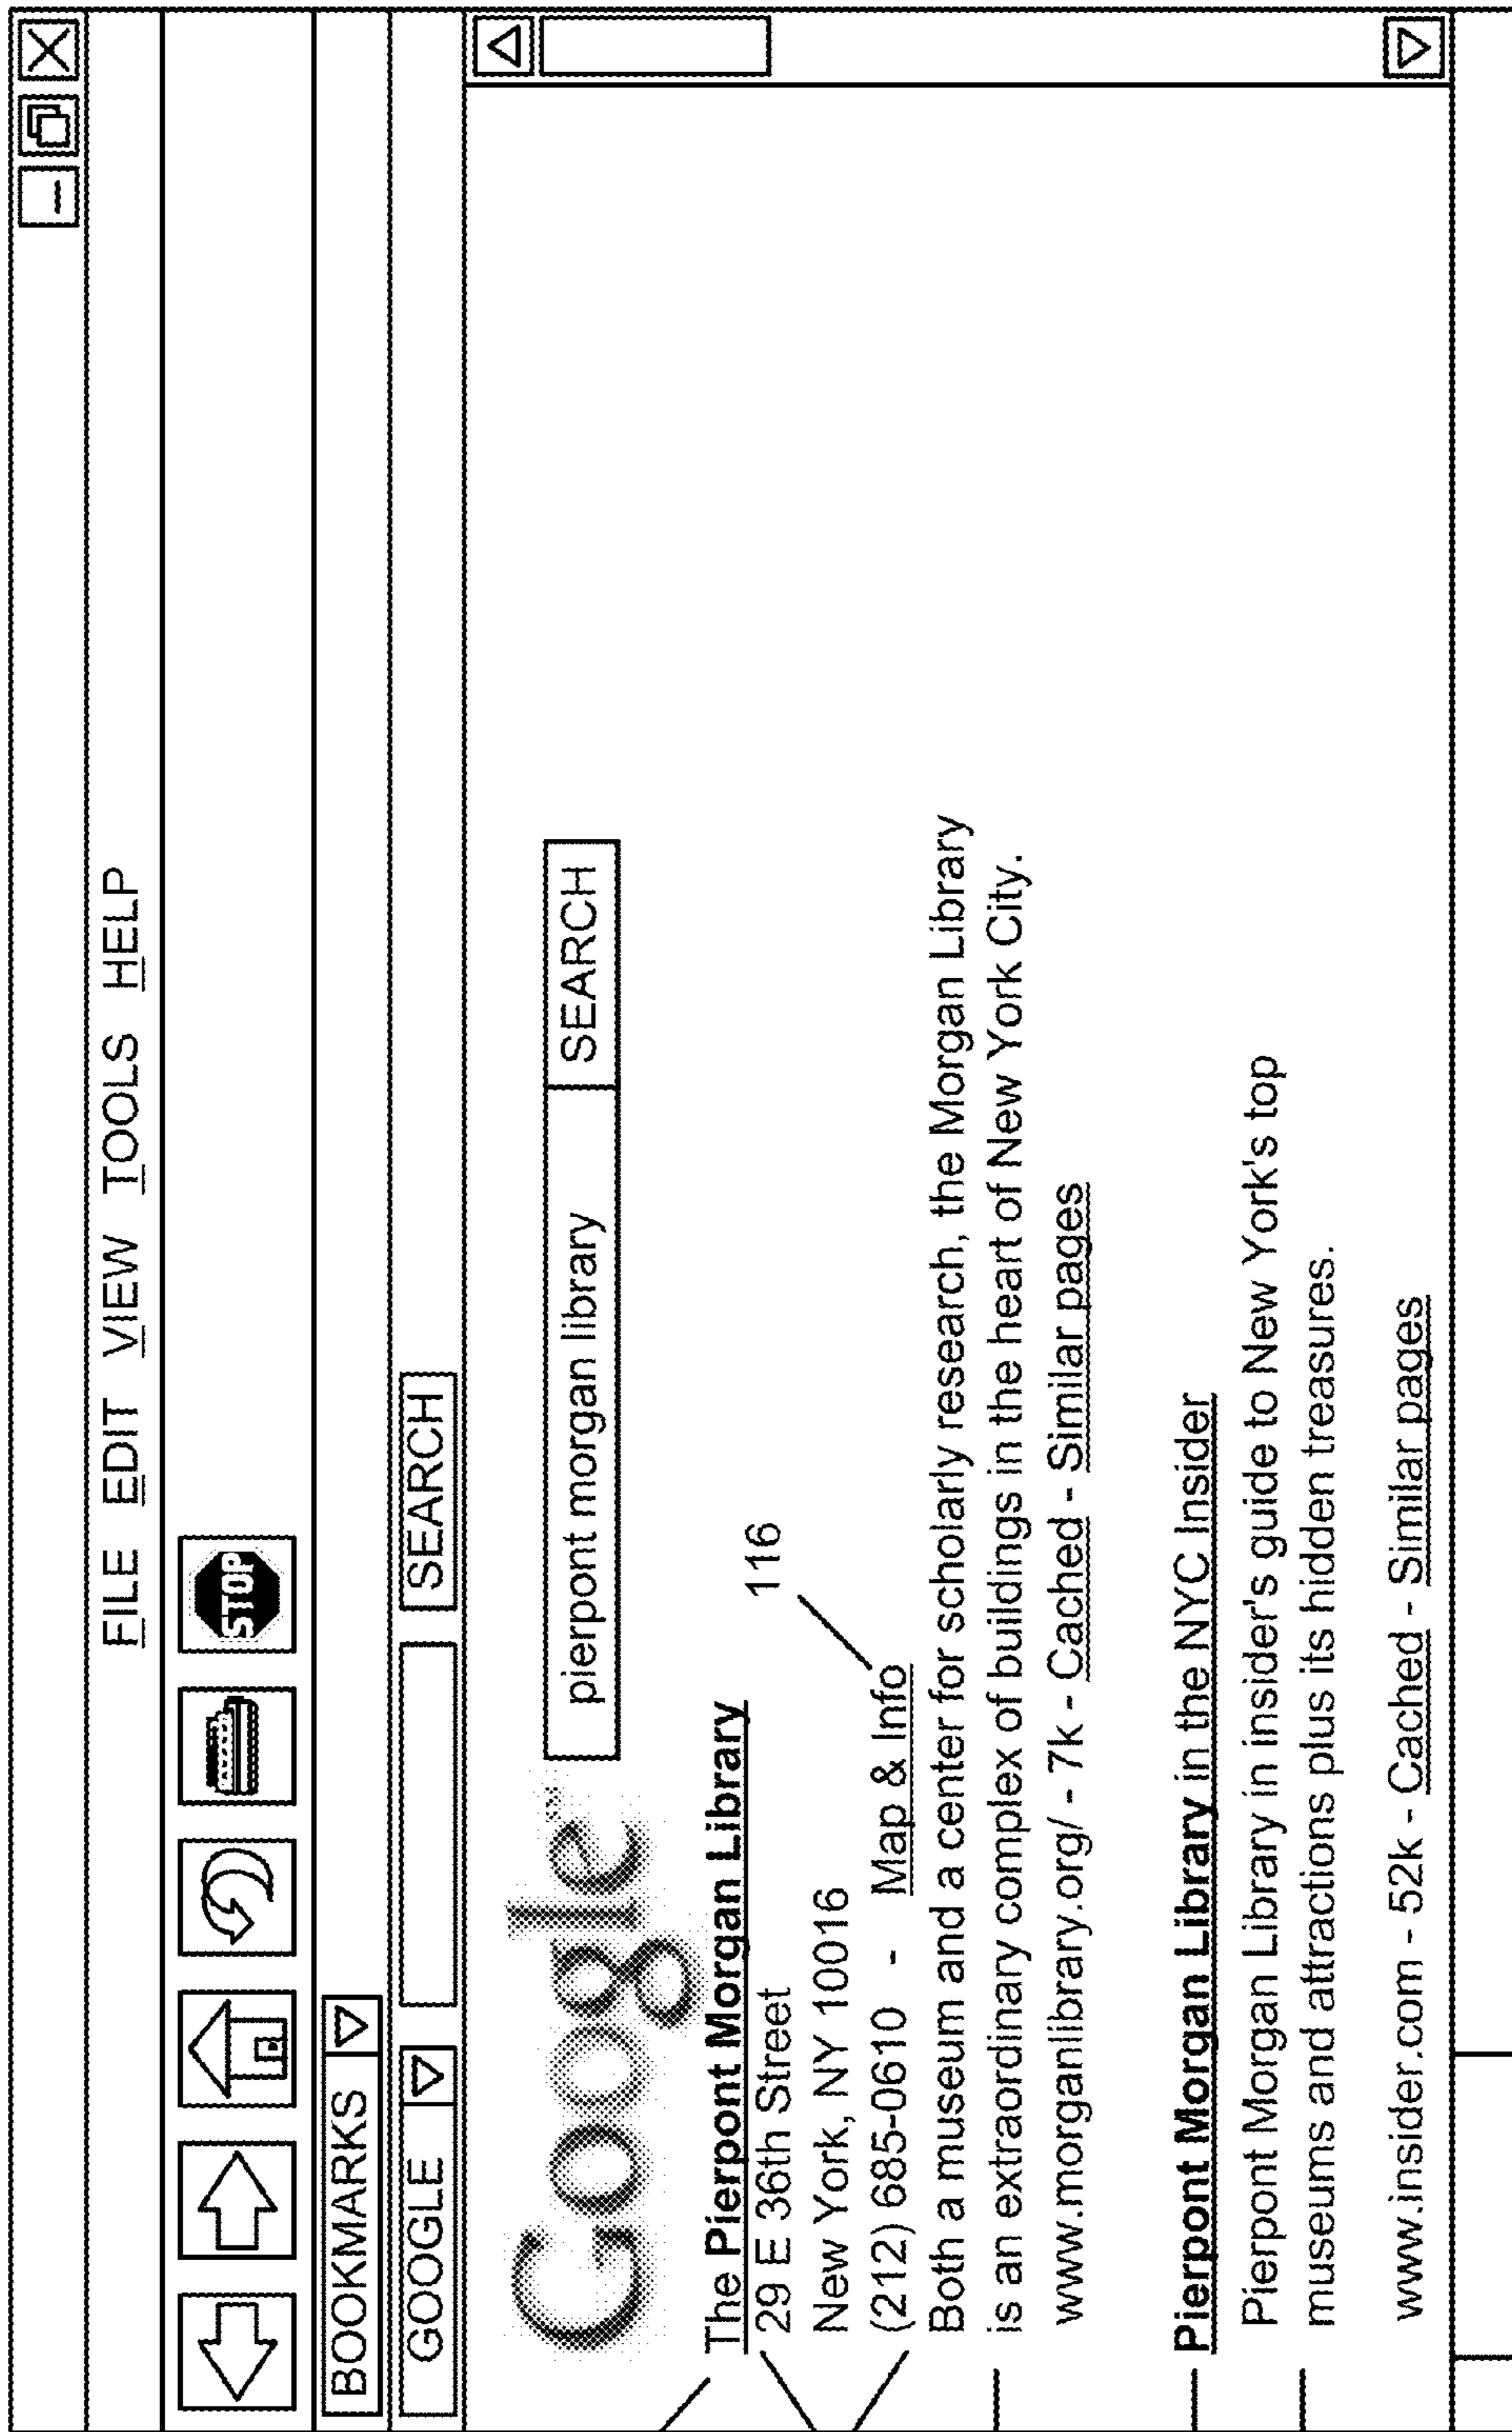 FILE EDIT VIEW TOOLS HELP
STOP
BOOKMARKS
GOOGLE SEARCH
Google™ pierpont morgan library SEARCH
The Pierpont Morgan Library
29 E 36th Street
116
New York, NY 10016
(212) 685-0610 - Map & Info
Both a museum and a center for scholarly research, the Morgan Library
is an extraordinary complex of buildings in the heart of New York City.
www.morganlibrary.org/ - 7k - Cached - Similar pages
Pierpont Morgan Library in the NYC Insider
Pierpont Morgan Library in insider's guide to New York's top
museums and attractions plus its hidden treasures.
www.insider.com - 52k - Cached - Similar pages